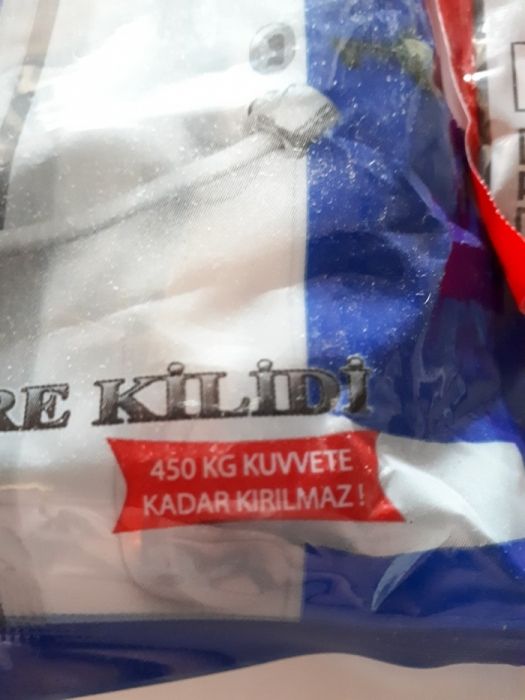 RE KİLİDİ
450 KG KUVVETE
KADAR KIRILMAZ !